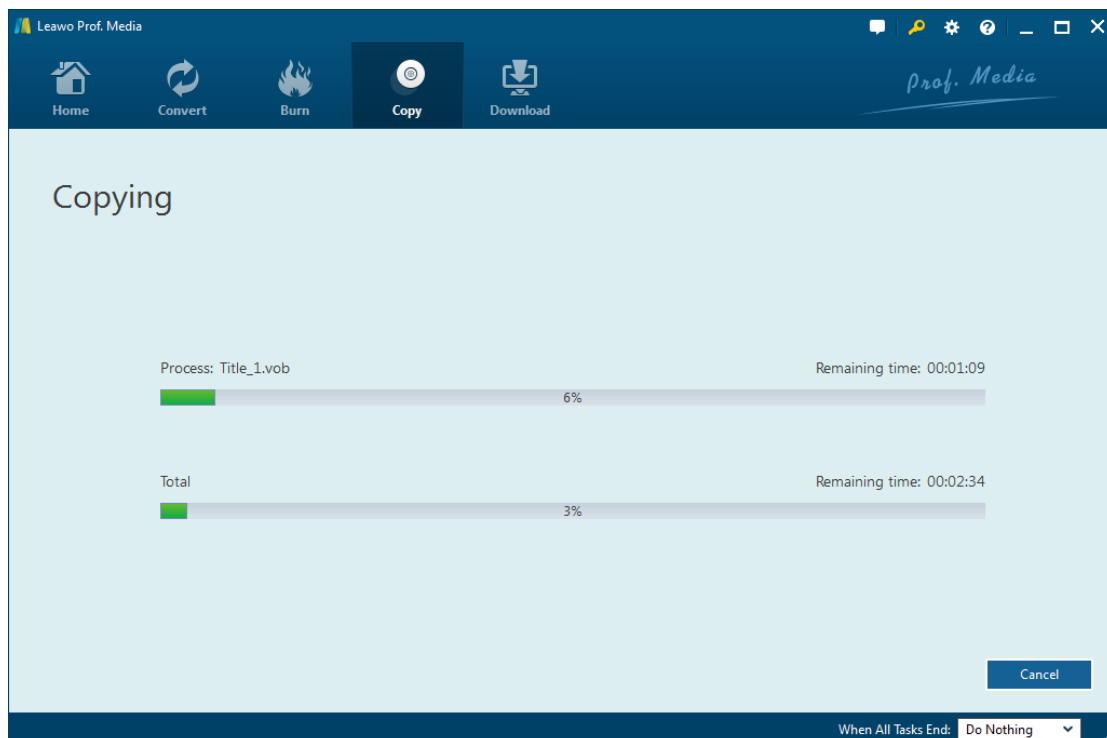 Leawo Prof. Media
Home Convert Burn Copy Download
Prof. Media
Copying
Process: Title_1.vob Remaining time: 00:01:09
6%
Total Remaining time: 00:02:34
3%
Cancel
When All Tasks End: Do Nothing